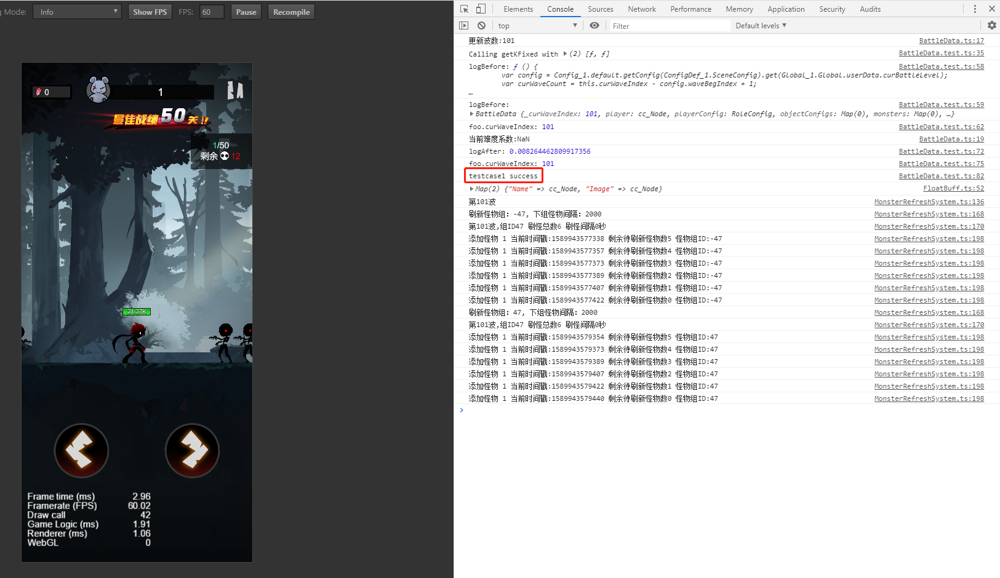 g Mode:
Info
Show FPS
FPS:
60
Pause
Recompile
0
1
最佳战绩50关!!
1/50
剩余 12
21.27K
Frame time (ms) 2.96
Framerate (FPS) 60.02
Draw call 42
Game Logic (ms) 1.91
Renderer (ms) 1.06
WebGL 0
Elements Console Sources Network Performance Memory Application Security Audits
top
Filter
Default levels
更新波数:101 BattleData.ts:17
Calling getKFixed with (2) [ƒ, ƒ] BattleData.test.ts:35
logBefore: ƒ () { BattleData.test.ts:58
var config = Config_1.default.getConfig(ConfigDef_1.SceneConfig).get(Global_1.Global.userData.curBattleLevel);
var curWaveCount = this.curWaveIndex - config.waveBegIndex + 1;
…
logBefore: BattleData.test.ts:59
BattleData {_curWaveIndex: 101, player: cc_Node, playerConfig: RoleConfig, objectConfigs: Map(0), monsters: Map(0), …}
foo.curWaveIndex: 101 BattleData.test.ts:62
当前难度系数:NaN BattleData.ts:19
logAfter: 0.008264462809917356 BattleData.test.ts:72
foo.curWaveIndex: 101 BattleData.test.ts:75
testcase1 success BattleData.test.ts:82
Map(2) {"Name" => cc_Node, "Image" => cc_Node} FloatBuff.ts:52
第101波 MonsterRefreshSystem.ts:136
刷新怪物组: -47, 下组怪物间隔: 2000 MonsterRefreshSystem.ts:168
第101波,组ID47 刷怪总数6 刷怪间隔0秒 MonsterRefreshSystem.ts:170
添加怪物 1 当前时间戳:1589943577338 剩余待刷新怪物数5 怪物组ID:-47 MonsterRefreshSystem.ts:198
添加怪物 1 当前时间戳:1589943577357 剩余待刷新怪物数4 怪物组ID:-47 MonsterRefreshSystem.ts:198
添加怪物 1 当前时间戳:1589943577373 剩余待刷新怪物数3 怪物组ID:-47 MonsterRefreshSystem.ts:198
添加怪物 1 当前时间戳:1589943577389 剩余待刷新怪物数2 怪物组ID:-47 MonsterRefreshSystem.ts:198
添加怪物 1 当前时间戳:1589943577407 剩余待刷新怪物数1 怪物组ID:-47 MonsterRefreshSystem.ts:198
添加怪物 1 当前时间戳:1589943577422 剩余待刷新怪物数0 怪物组ID:-47 MonsterRefreshSystem.ts:198
刷新怪物组: 47, 下组怪物间隔: 2000 MonsterRefreshSystem.ts:168
第101波,组ID47 刷怪总数6 刷怪间隔0秒 MonsterRefreshSystem.ts:170
添加怪物 1 当前时间戳:1589943579354 剩余待刷新怪物数5 怪物组ID:47 MonsterRefreshSystem.ts:198
添加怪物 1 当前时间戳:1589943579373 剩余待刷新怪物数4 怪物组ID:47 MonsterRefreshSystem.ts:198
添加怪物 1 当前时间戳:1589943579389 剩余待刷新怪物数3 怪物组ID:47 MonsterRefreshSystem.ts:198
添加怪物 1 当前时间戳:1589943579407 剩余待刷新怪物数2 怪物组ID:47 MonsterRefreshSystem.ts:198
添加怪物 1 当前时间戳:1589943579422 剩余待刷新怪物数1 怪物组ID:47 MonsterRefreshSystem.ts:198
添加怪物 1 当前时间戳:1589943579440 剩余待刷新怪物数0 怪物组ID:47 MonsterRefreshSystem.ts:198